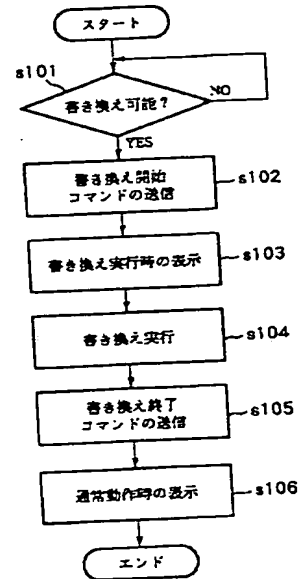 スタート
s101
書き換え可能？
NO
YES
書き換え開始
コマンドの送信
s102
書き換え実行時の表示
s103
書き換え実行
s104
書き換え終了
コマンドの送信
s105
通常動作時の表示
s106
エンド